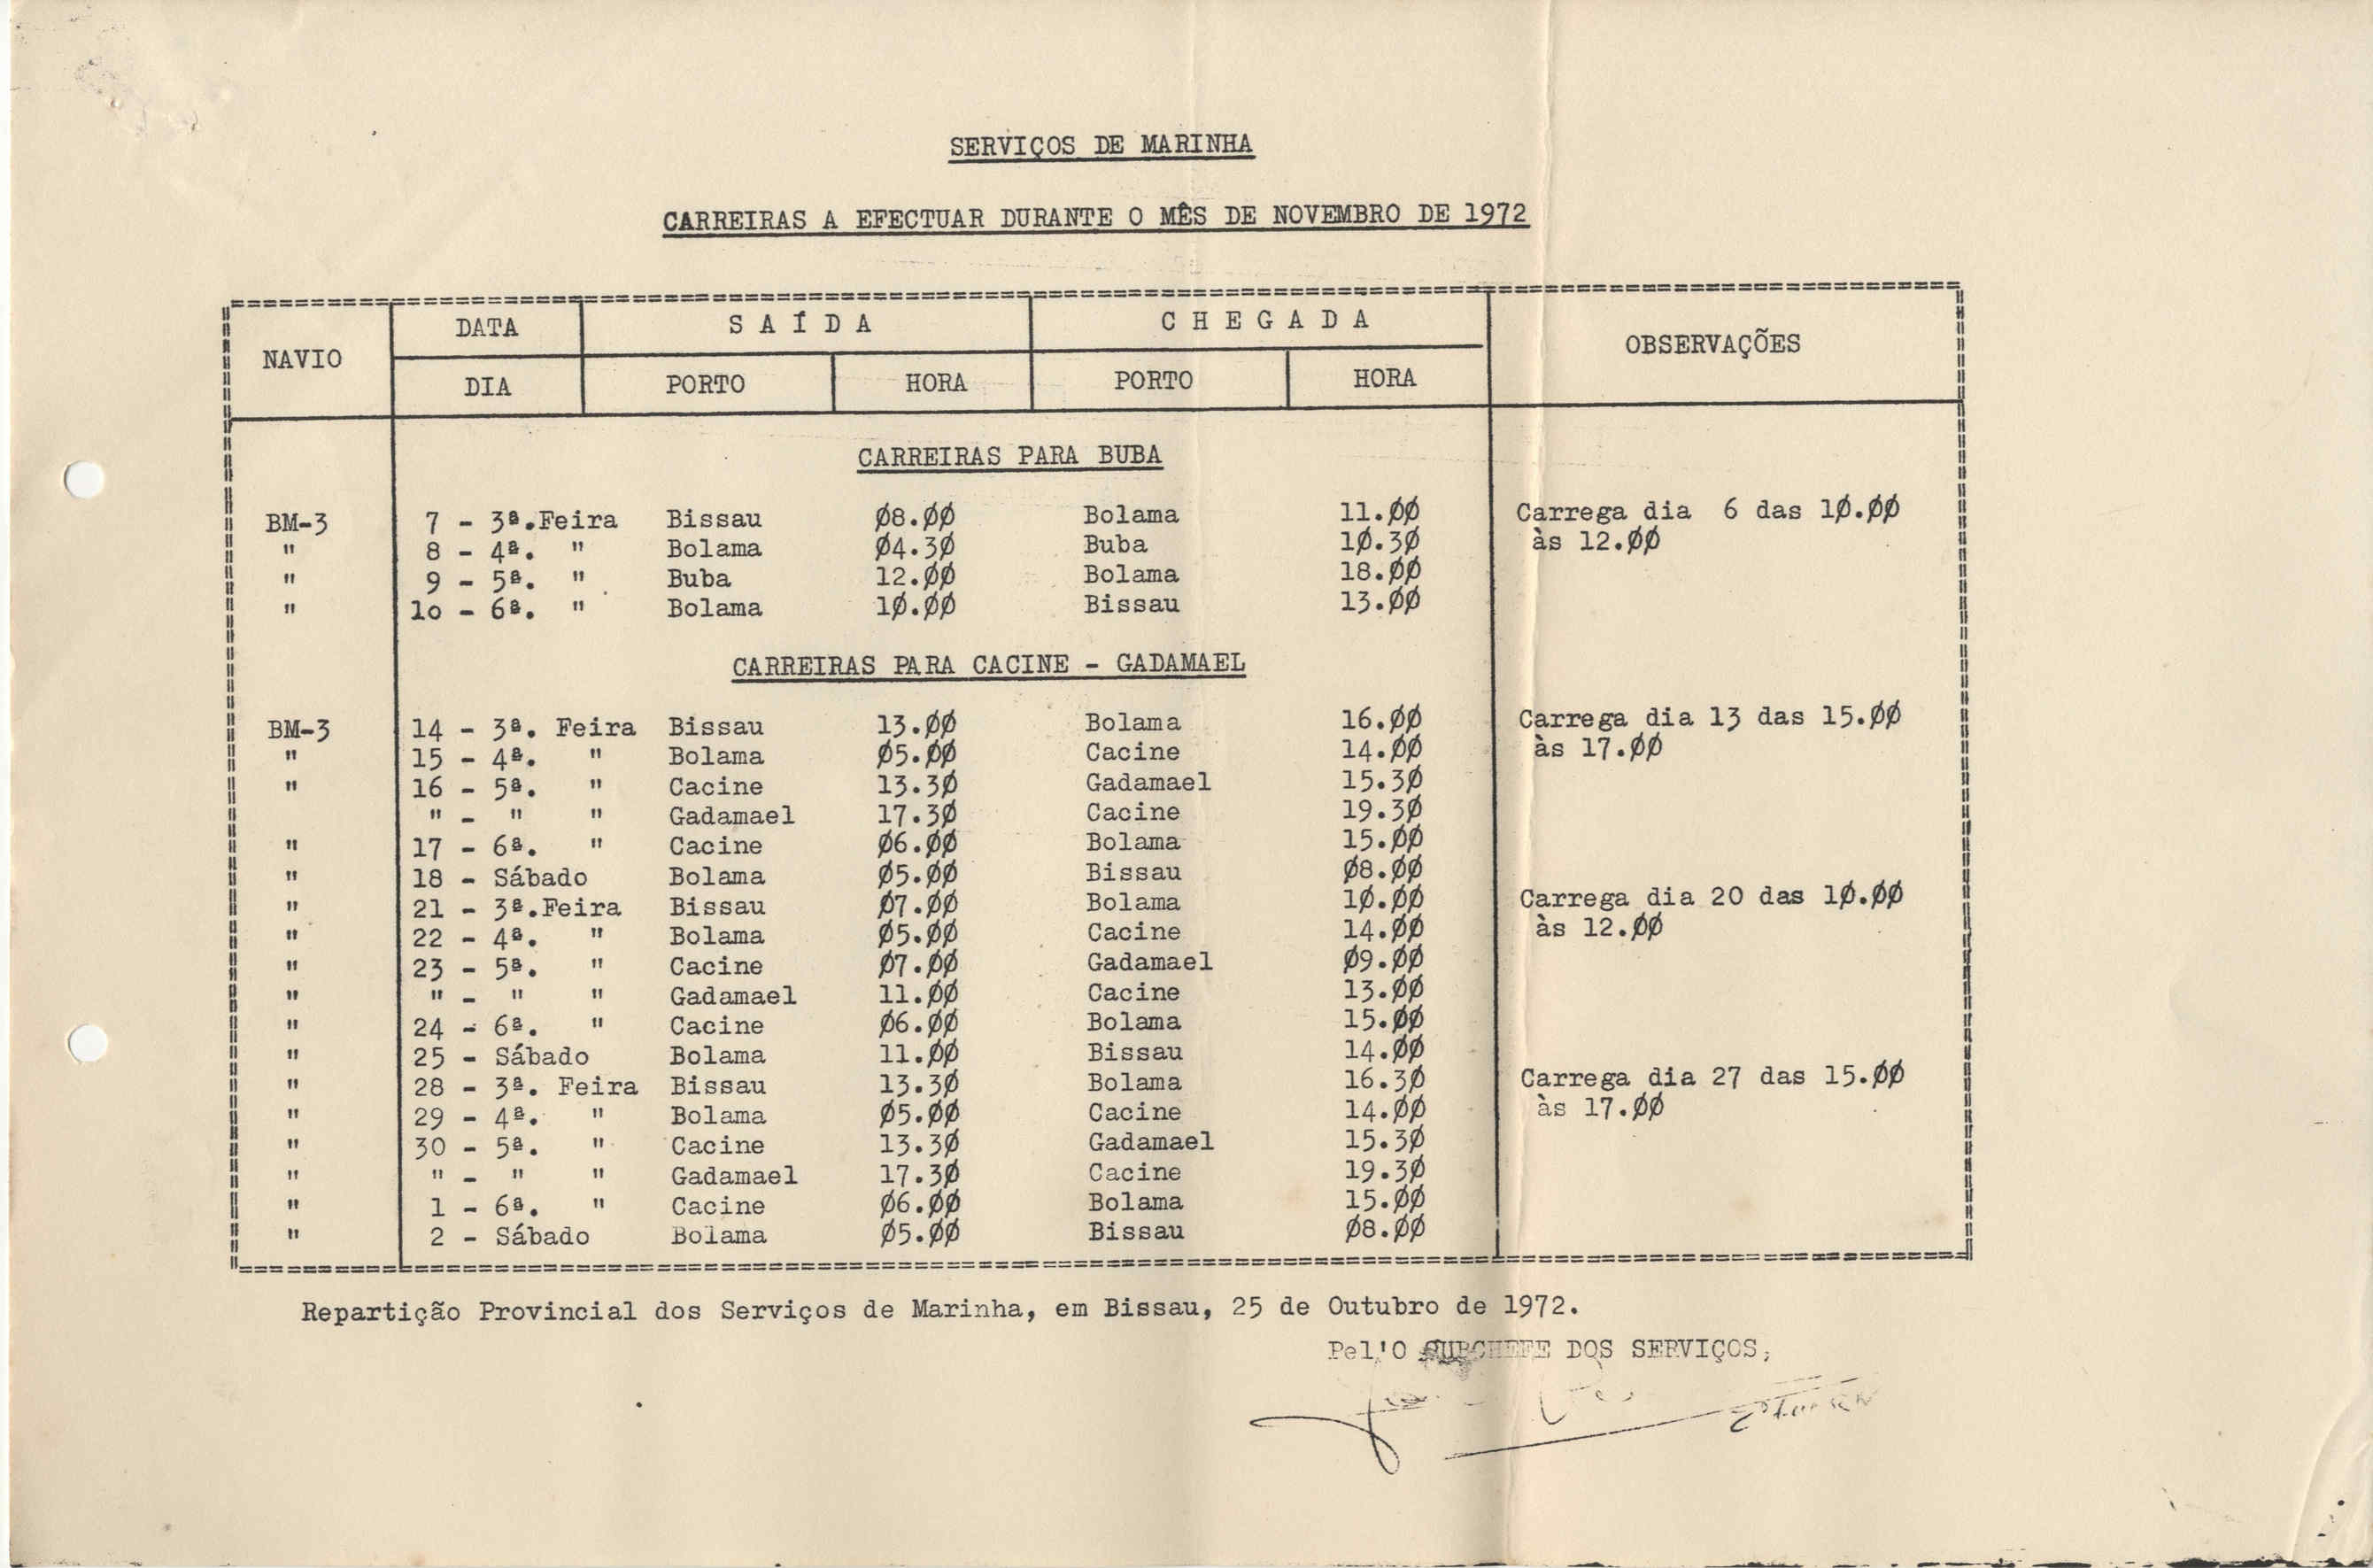 SERVIÇOS DE MARINHA
CARREIRAS A EFECTUAR DURANTE O MÊS DE NOVEMBRO DE 1972
NAVIO DATA SAÍDA CHEGADA OBSERVAÇÕES
DIA PORTO HORA PORTO HORA
CARREIRAS PARA BUBA
BM-3 7 - 3ª.Feira Bissau Ø8.ØØ Bolama 11.ØØ Carrega dia 6 das 1Ø.ØØ
" 8 - 4ª. " Bolama Ø4.3Ø Buba 1Ø.3Ø às 12.ØØ
" 9 - 5ª. " Buba 12.ØØ Bolama 18.ØØ
" 1o - 6ª. " Bolama 1Ø.ØØ Bissau 13.ØØ
CARREIRAS PARA CACINE - GADAMAEL
BM-3 14 - 3ª. Feira Bissau 13.ØØ Bolama 16.ØØ Carrega dia 13 das 15.ØØ
" 15 - 4ª. " Bolama Ø5.ØØ Cacine 14.ØØ às 17.ØØ
" 16 - 5ª. " Cacine 13.3Ø Gadamael 15.3Ø
" - " " Gadamael 17.3Ø Cacine 19.3Ø
" 17 - 6ª. " Cacine Ø6.ØØ Bolama 15.ØØ
" 18 - Sábado Bolama Ø5.ØØ Bissau Ø8.ØØ
" 21 - 3ª.Feira Bissau Ø7.ØØ Bolama 1Ø.ØØ Carrega dia 20 das 1Ø.ØØ
" 22 - 4ª. " Bolama Ø5.ØØ Cacine 14.ØØ às 12.ØØ
" 23 - 5ª. " Cacine Ø7.ØØ Gadamael Ø9.ØØ
" " - " " Gadamael 11.ØØ Cacine 13.ØØ
" 24 - 6ª. " Cacine Ø6.ØØ Bolama 15.ØØ
" 25 - Sábado Bolama 11.ØØ Bissau 14.ØØ
" 28 - 3ª. Feira Bissau 13.3Ø Bolama 16.3Ø Carrega dia 27 das 15.ØØ
" 29 - 4ª. " Bolama Ø5.ØØ Cacine 14.ØØ às 17.ØØ
" 30 - 5ª. " Cacine 13.3Ø Gadamael 15.3Ø
" " - " " Gadamael 17.3Ø Cacine 19.3Ø
" 1 - 6ª. " Cacine Ø6.ØØ Bolama 15.ØØ
" 2 - Sábado Bolama Ø5.ØØ Bissau Ø8.ØØ
Repartição Provincial dos Serviços de Marinha, em Bissau, 25 de Outubro de 1972.
Pel'O SUBCHEFE DOS SERVIÇOS,